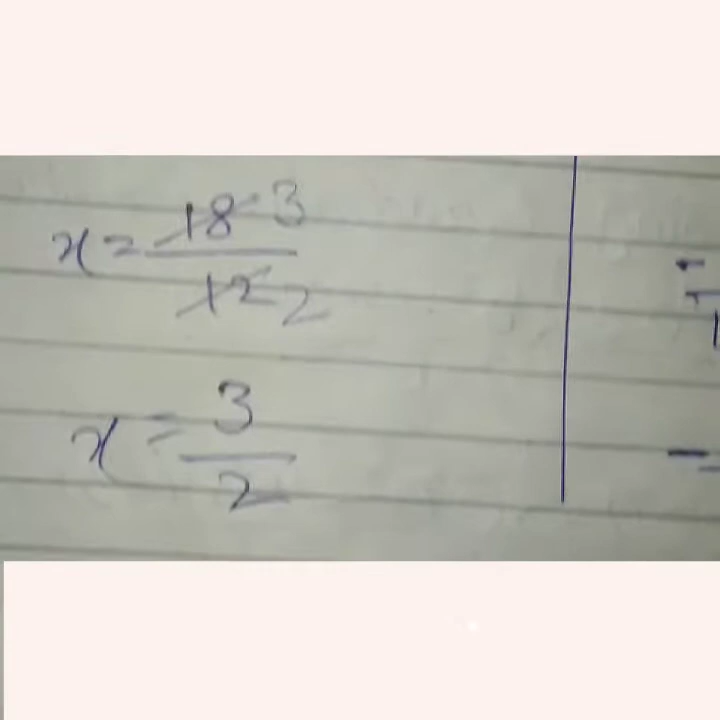 x = 18 3
12 2
x = 3
2